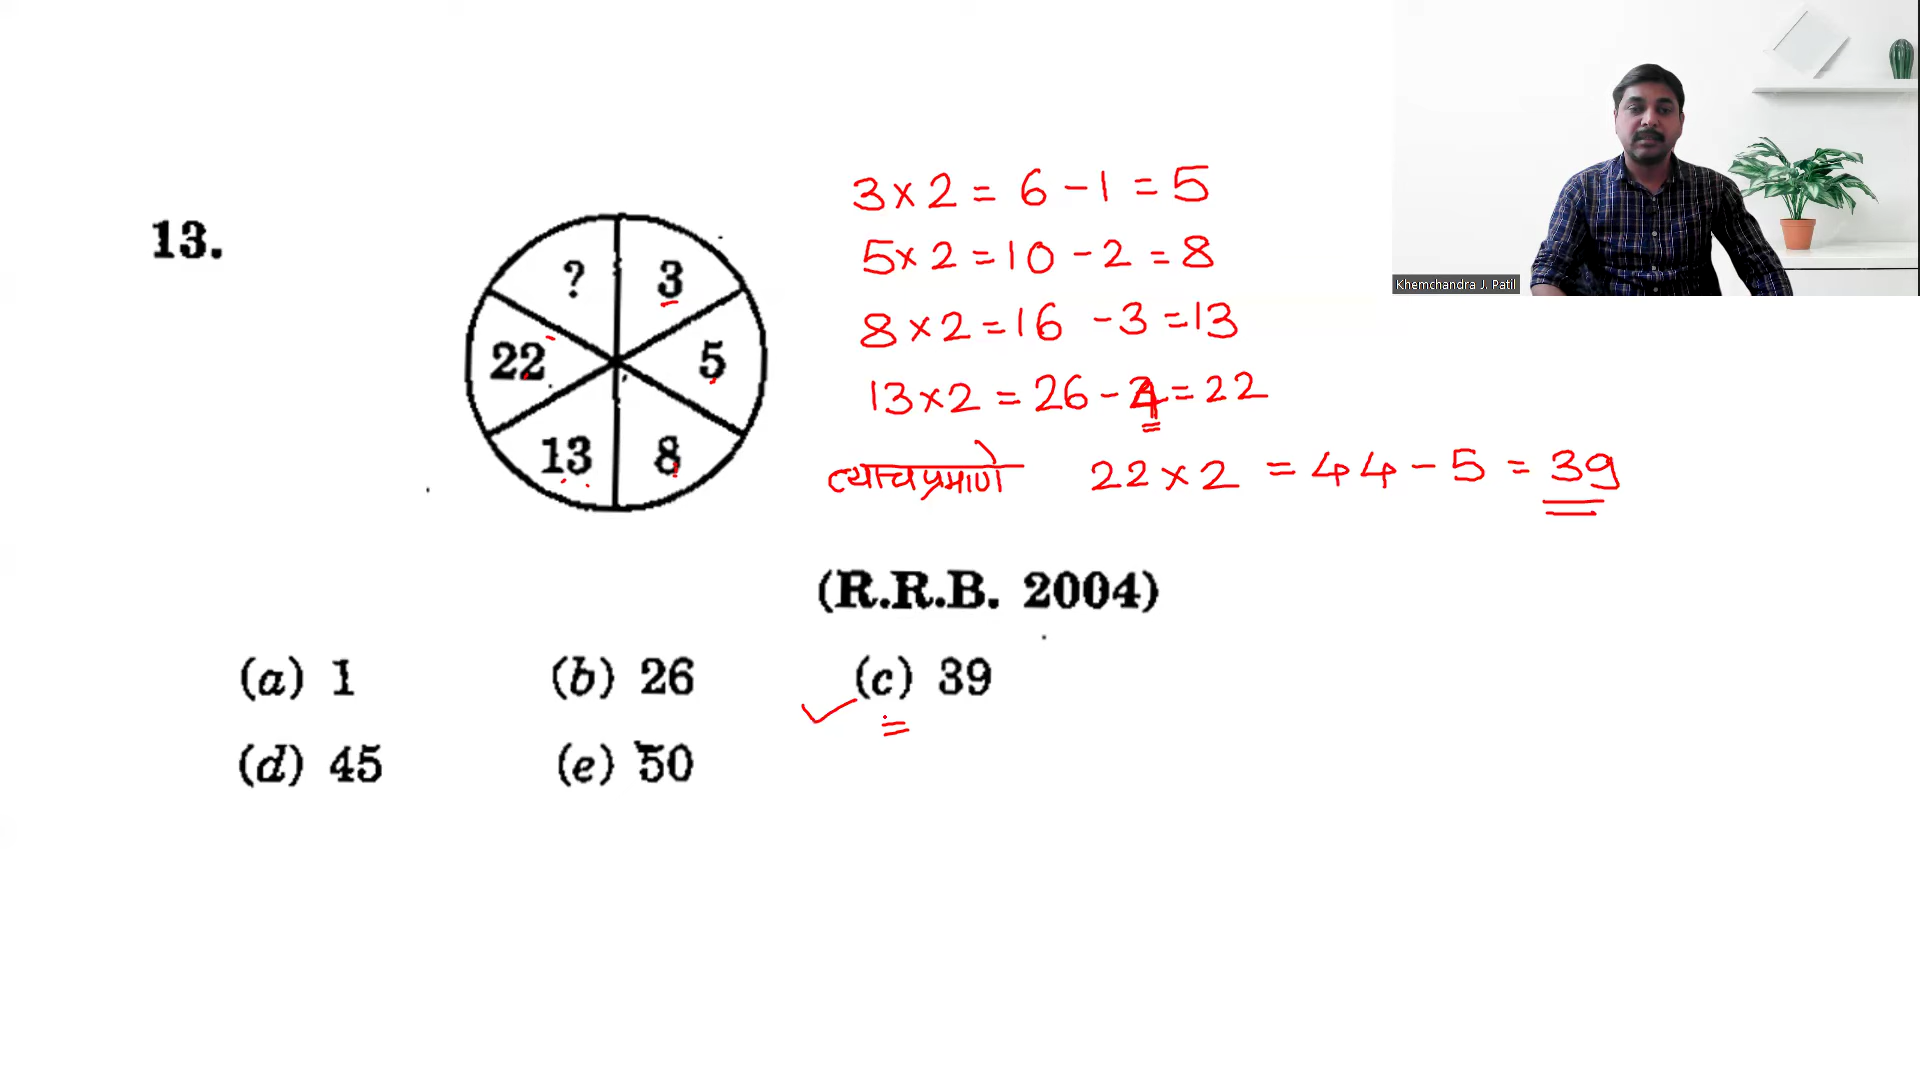 Khemchandra J. Patil
13.
?
3
22
5
13
8
3 × 2 = 6 - 1 = 5
5 × 2 = 10 - 2 = 8
8 × 2 = 16 - 3 = 13
13 × 2 = 26 - 4 = 22
त्याचप्रमाणे 22 × 2 = 44 - 5 = 39
(R.R.B. 2004)
(a) 1 (b) 26 (c) 39
(d) 45 (e) 50